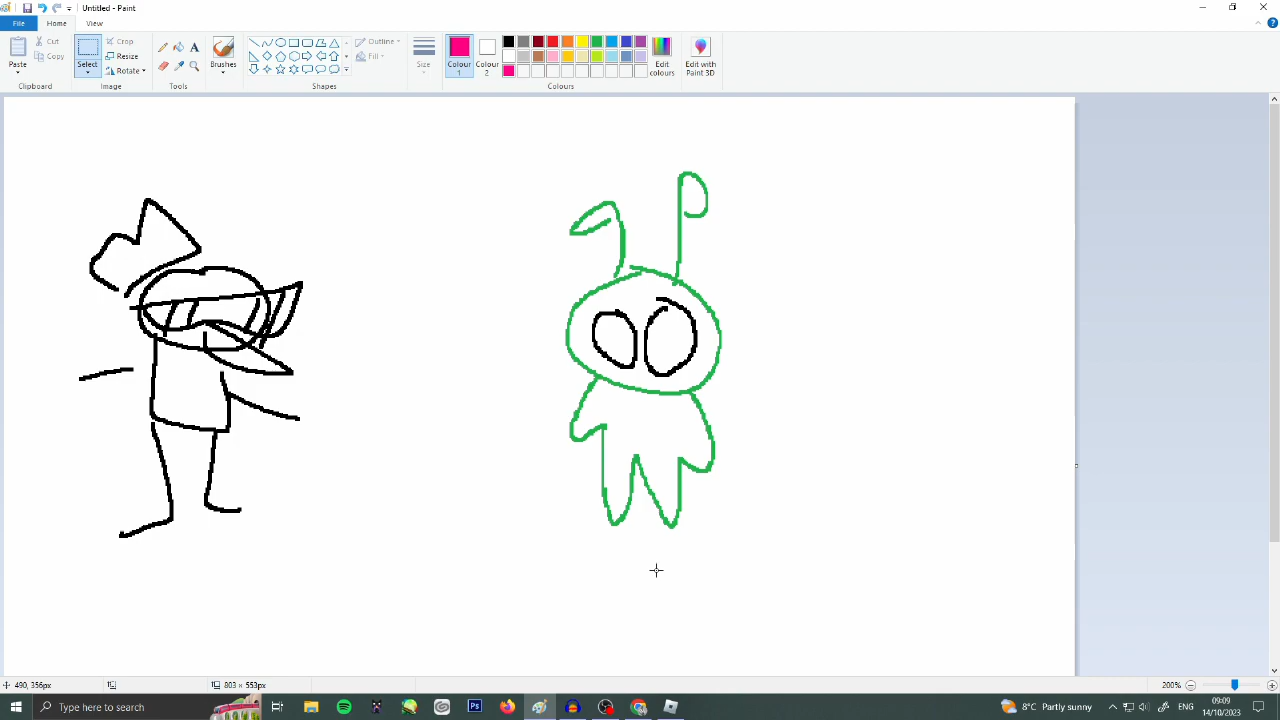 Untitled - Paint
File Home View
Paste
Cut
Copy
Clipboard
Select
Crop
Resize
Rotate
Image
Tools
Brushes
Shapes
Outline
Fill
Size
Colour 1
Colour 2
Edit colours
Edit with Paint 3D
Colours
490, 356px
803 × 553px
200%
Type here to search
Ps
8°C Partly sunny
ENG
09:09
14/10/2023